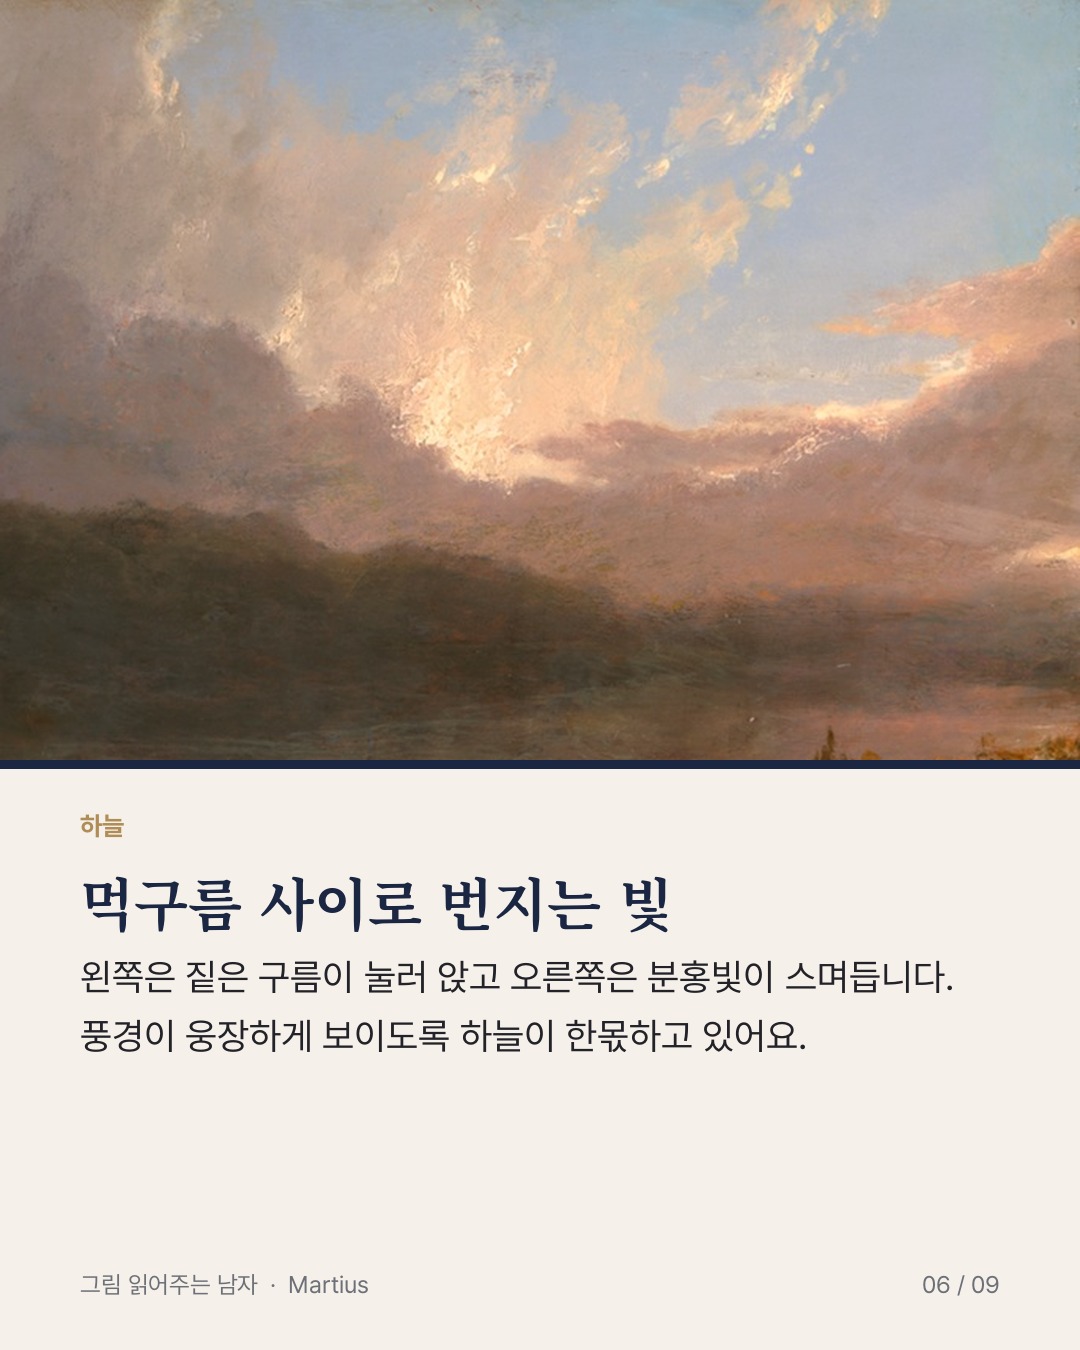 하늘
먹구름 사이로 번지는 빛
왼쪽은 짙은 구름이 눌러 앉고 오른쪽은 분홍빛이 스며듭니다.
풍경이 웅장하게 보이도록 하늘이 한몫하고 있어요.
그림 읽어주는 남자 · Martius
06 / 09